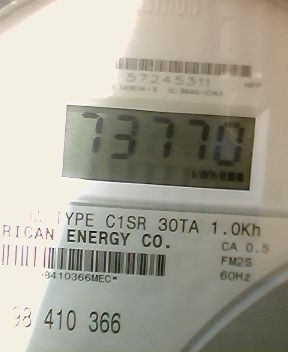 TRON
57245311
73770
kWh
TYPE C1SR 30TA 1.0Kh
RICAN ENERGY CO.
CA 0.5
FM2S
60Hz
8410366MEC*
98 410 366